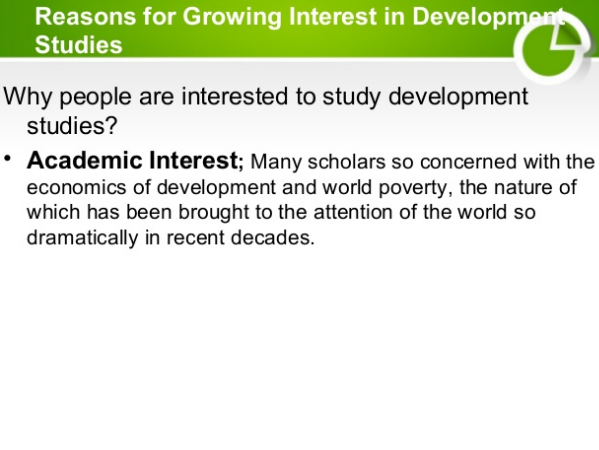 Reasons for Growing Interest in Development
Studies
Why people are interested to study development
studies?
• Academic Interest; Many scholars so concerned with the
economics of development and world poverty, the nature of
which has been brought to the attention of the world so
dramatically in recent decades.